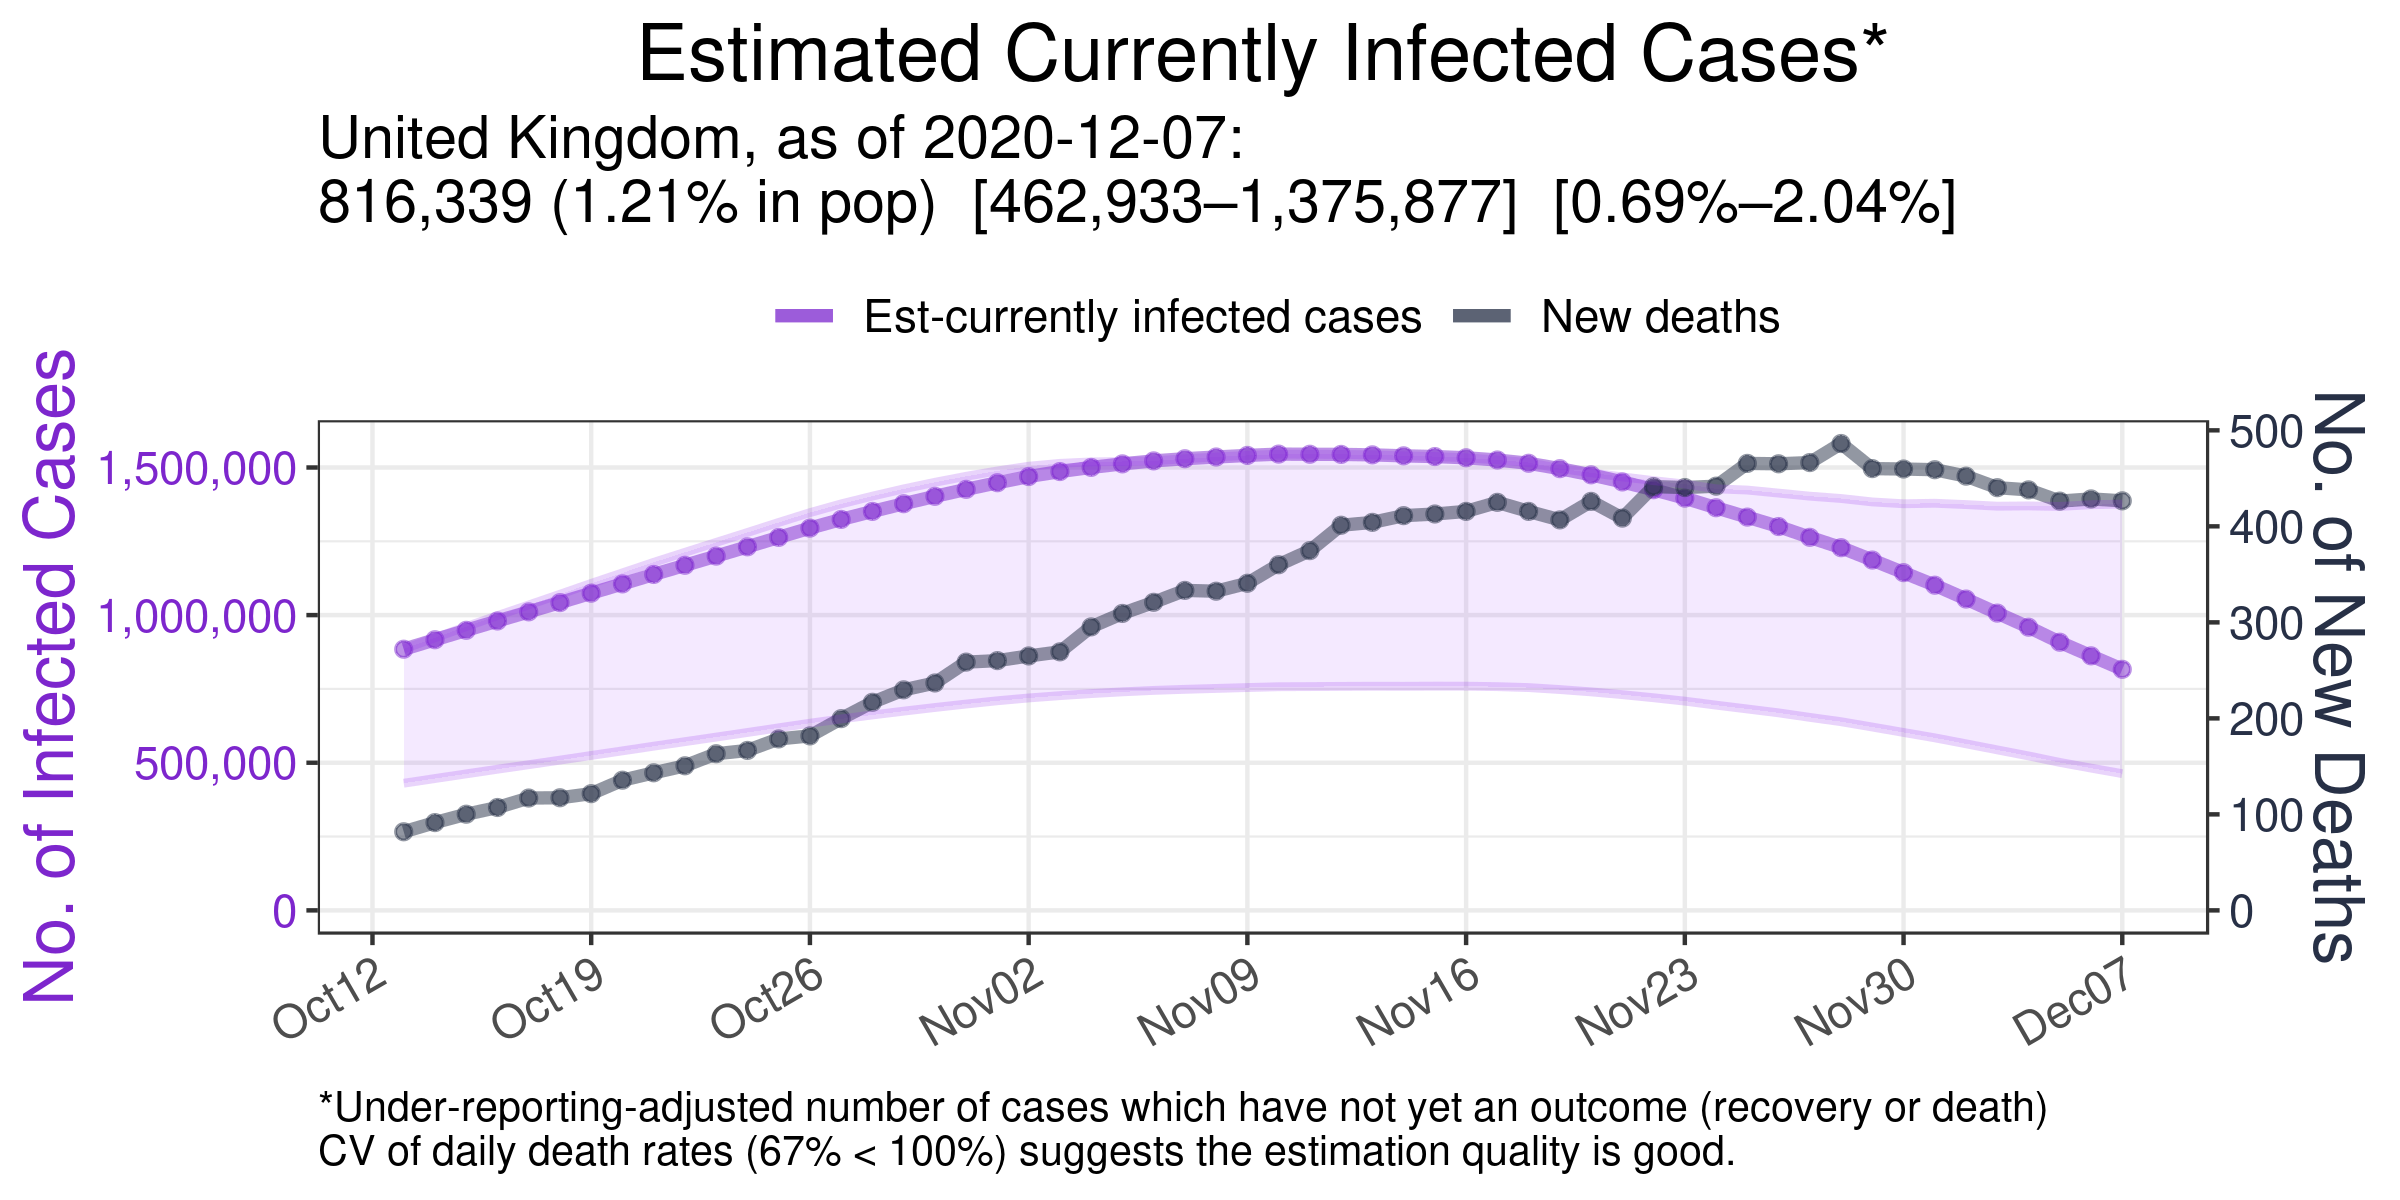 Estimated Currently Infected Cases*
United Kingdom, as of 2020-12-07:
816,339 (1.21% in pop) [462,933–1,375,877] [0.69%–2.04%]
Est-currently infected cases
New deaths
No. of Infected Cases
1,500,000
1,000,000
500,000
0
500
400
300
200
100
0
No. of New Deaths
Oct12
Oct19
Oct26
Nov02
Nov09
Nov16
Nov23
Nov30
Dec07
*Under-reporting-adjusted number of cases which have not yet an outcome (recovery or death)
CV of daily death rates (67% < 100%) suggests the estimation quality is good.